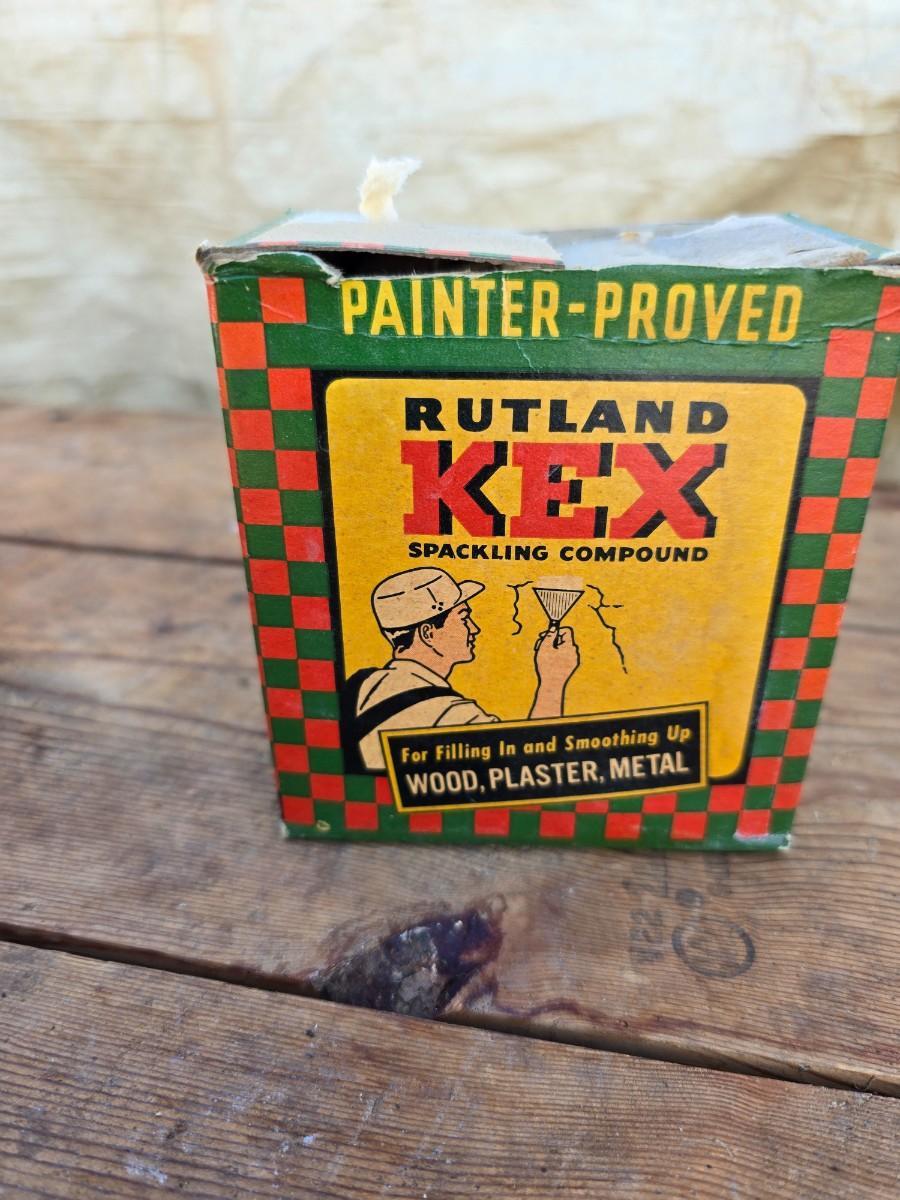 PAINTER-PROVED
RUTLAND
KEX
SPACKLING COMPOUND
For Filling In and Smoothing Up
WOOD, PLASTER, METAL